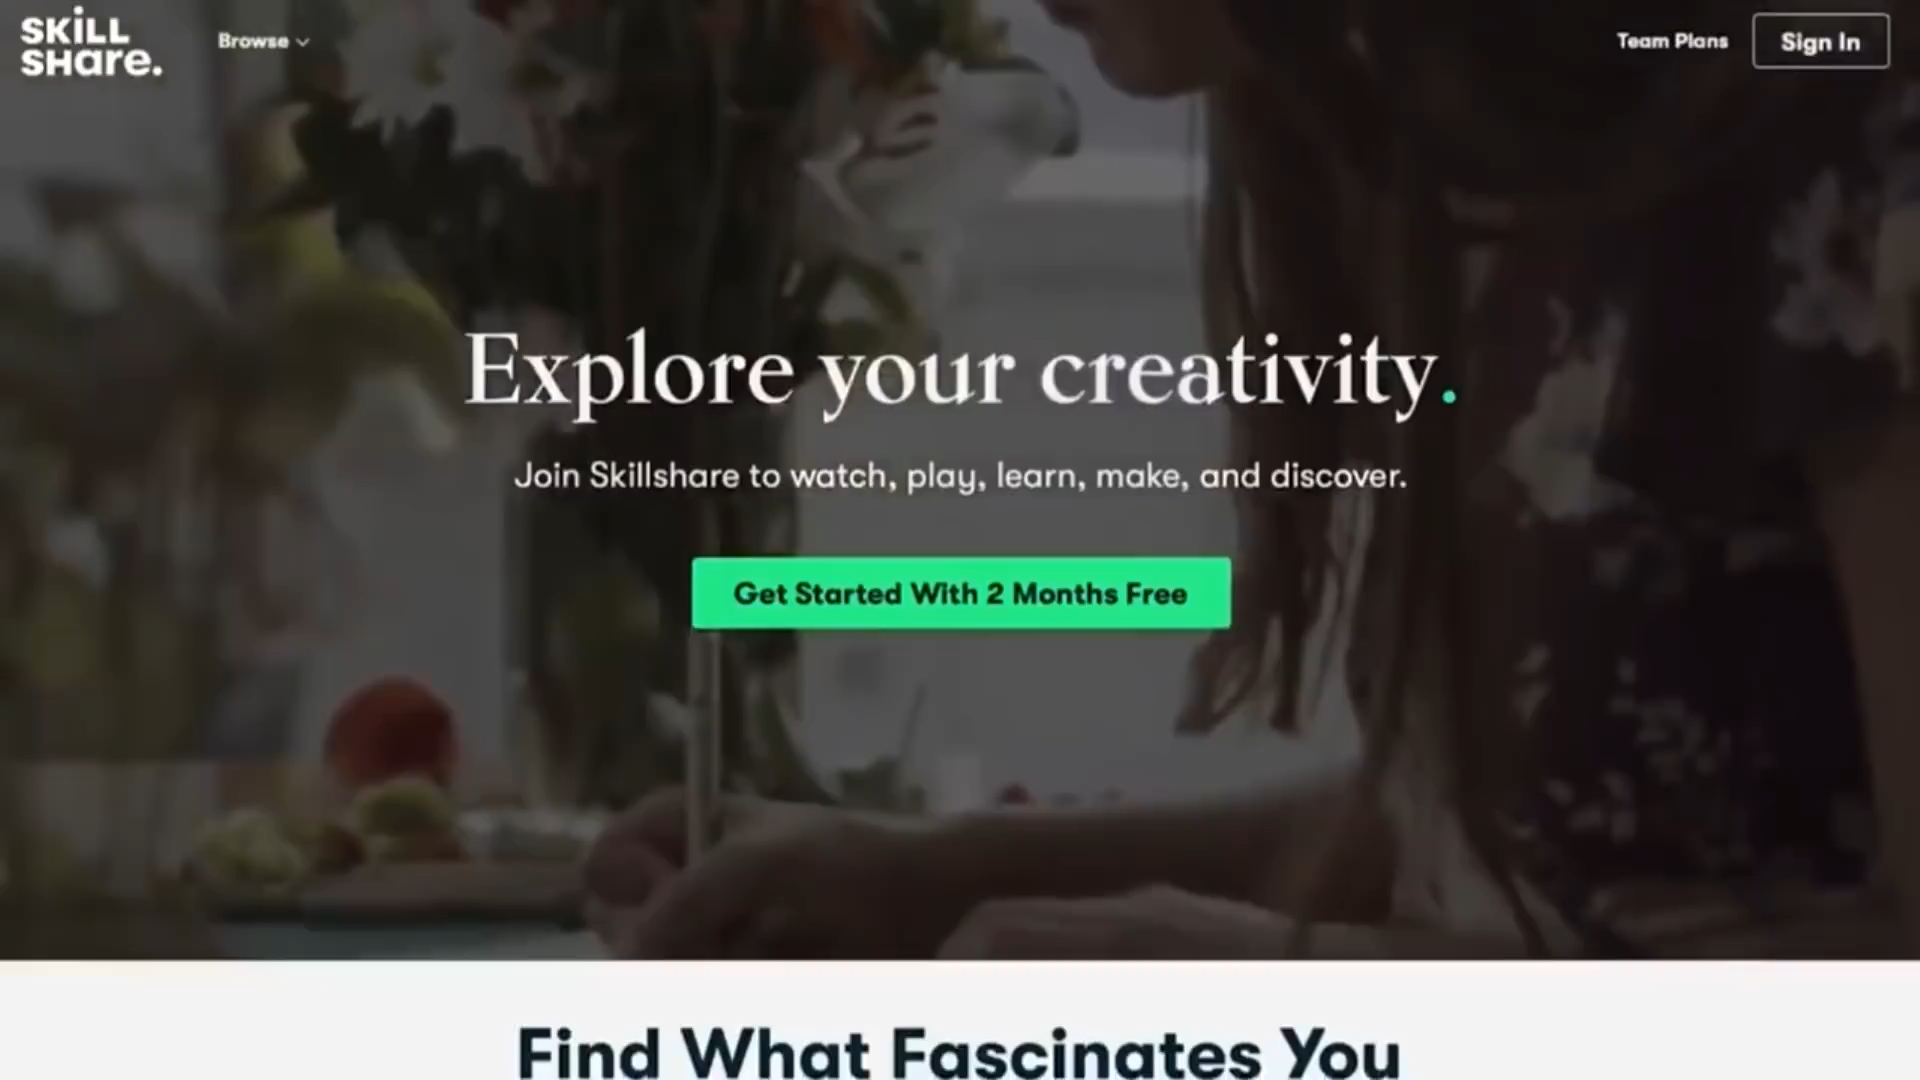 SKiLL
SHare.
Browse
Team Plans
Sign In
Explore your creativity.
Join Skillshare to watch, play, learn, make, and discover.
Get Started With 2 Months Free
Find What Fascinates You